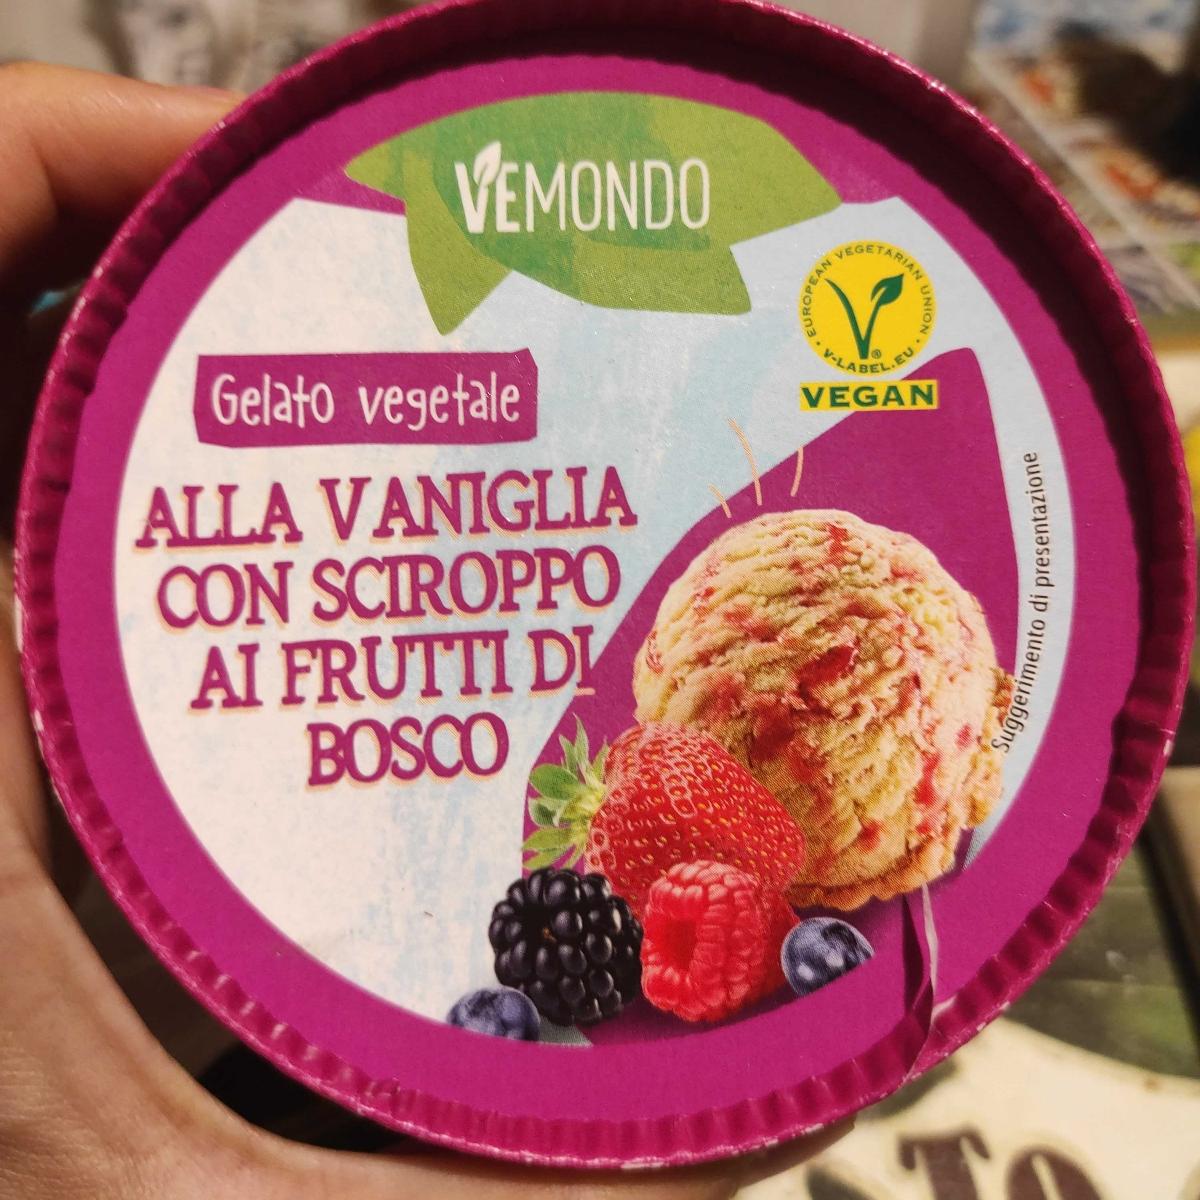 VEMONDO
EUROPEAN VEGETARIAN UNION
V-LABEL.EU
®
VEGAN
Gelato vegetale
ALLA VANIGLIA
CON SCIROPPO
AI FRUTTI DI
BOSCO
Suggerimento di presentazione